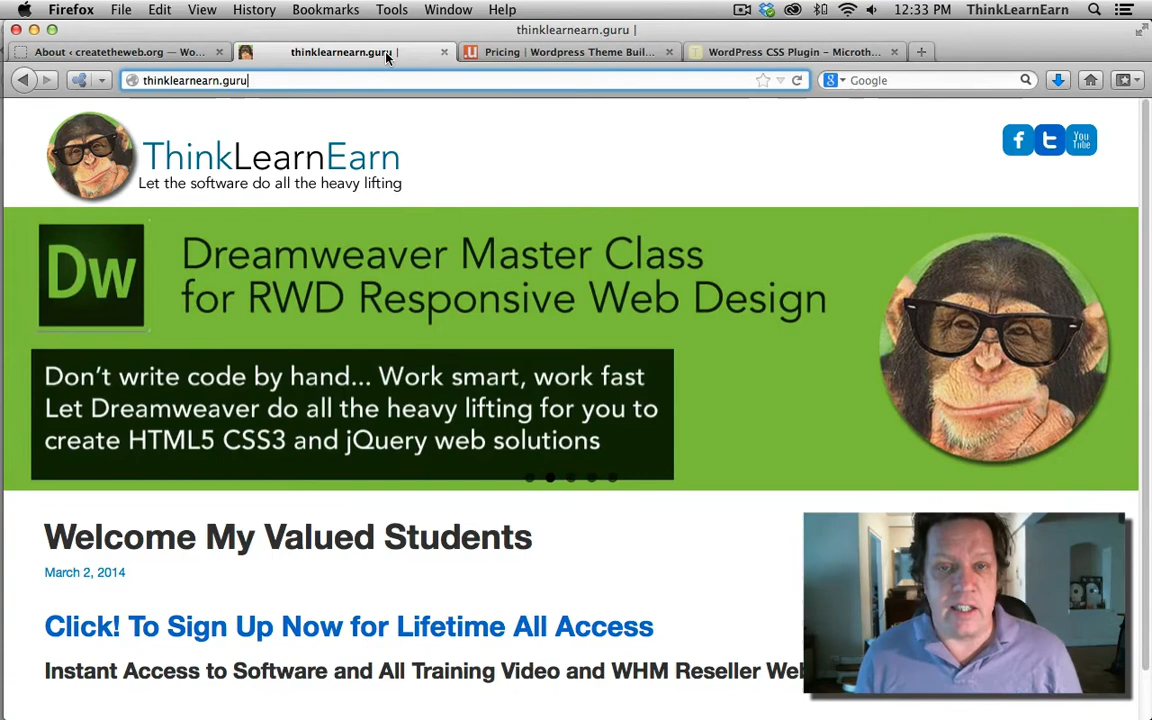 Firefox File Edit View History Bookmarks Tools Window Help 12:33 PM ThinkLearnEarn
thinklearnearn.guru |
About ‹ createtheweb.org — Wo... thinklearnearn.guru | Pricing | Wordpress Theme Buil... WordPress CSS Plugin – Microth...
thinklearnearn.guru Google
ThinkLearnEarn
Let the software do all the heavy lifting
f t You Tube
Dw Dreamweaver Master Class
for RWD Responsive Web Design
Don't write code by hand... Work smart, work fast
Let Dreamweaver do all the heavy lifting for you to
create HTML5 CSS3 and jQuery web solutions
Welcome My Valued Students
March 2, 2014
Click! To Sign Up Now for Lifetime All Access
Instant Access to Software and All Training Video and WHM Reseller